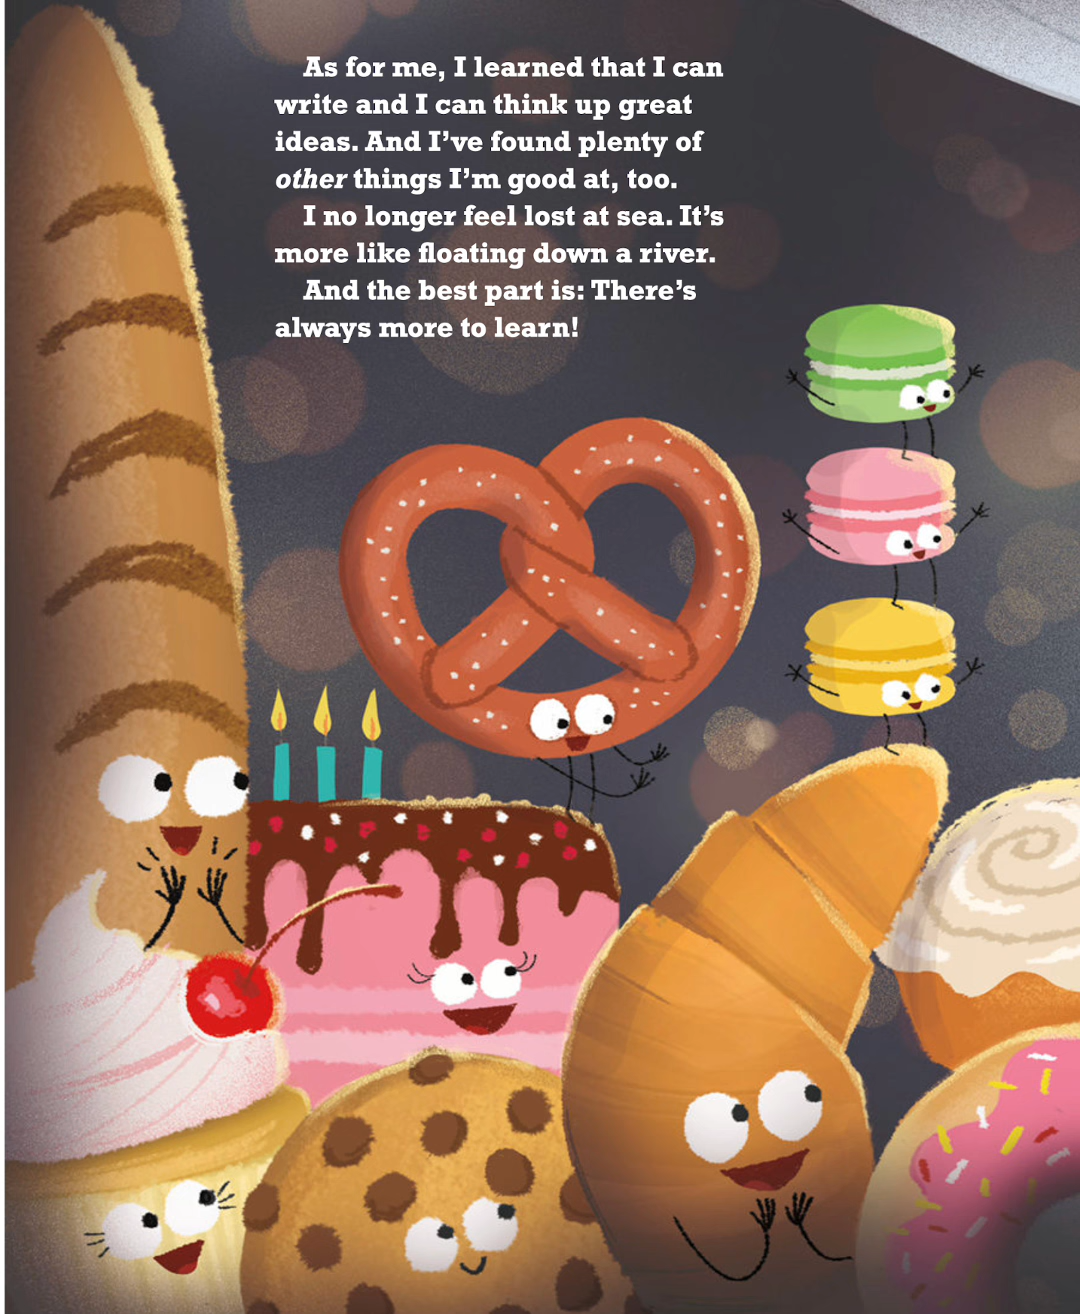 As for me, I learned that I can
write and I can think up great
ideas. And I’ve found plenty of
other things I’m good at, too.
I no longer feel lost at sea. It’s
more like floating down a river.
And the best part is: There’s
always more to learn!